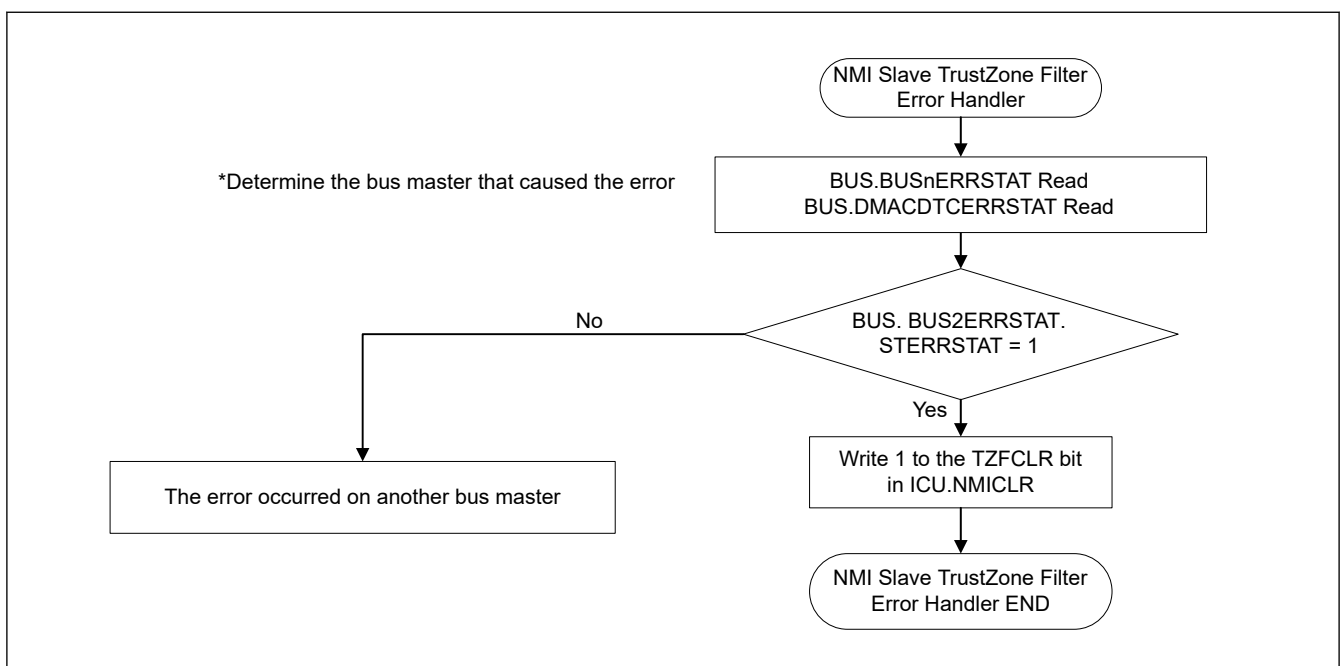 NMI Slave TrustZone Filter
Error Handler
*Determine the bus master that caused the error
BUS.BUSnERRSTAT Read
BUS.DMACDTCERRSTAT Read
BUS. BUS2ERRSTAT.
STERRSTAT = 1
No
Yes
The error occurred on another bus master
Write 1 to the TZFCLR bit
in ICU.NMICLR
NMI Slave TrustZone Filter
Error Handler END